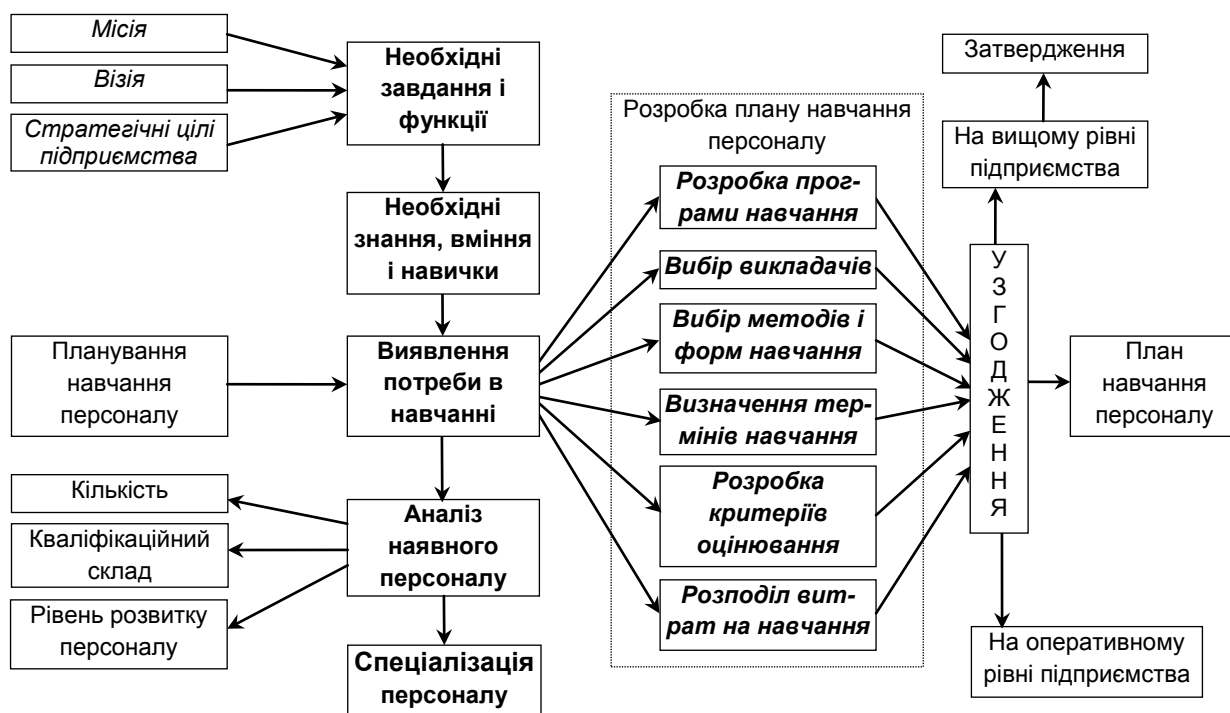 Місія
Візія
Стратегічні цілі
підприємства
Необхідні
завдання і
функції
Необхідні
знання, вміння
і навички
Планування
навчання
персоналу
Виявлення
потреби в
навчанні
Кількість
Кваліфікаційний
склад
Рівень розвитку
персоналу
Аналіз
наявного
персоналу
Спеціалізація
персоналу
Розробка плану навчання
персоналу
Розробка прог-
рами навчання
Вибір викладачів
Вибір методів і
форм навчання
Визначення тер-
мінів навчання
Розробка
критеріїв
оцінювання
Розподіл вит-
рат на навчання
Затвердження
На вищому рівні
підприємства
У
З
Г
О
Д
Ж
Е
Н
Н
Я
План
навчання
персоналу
На оперативному
рівні підприємства